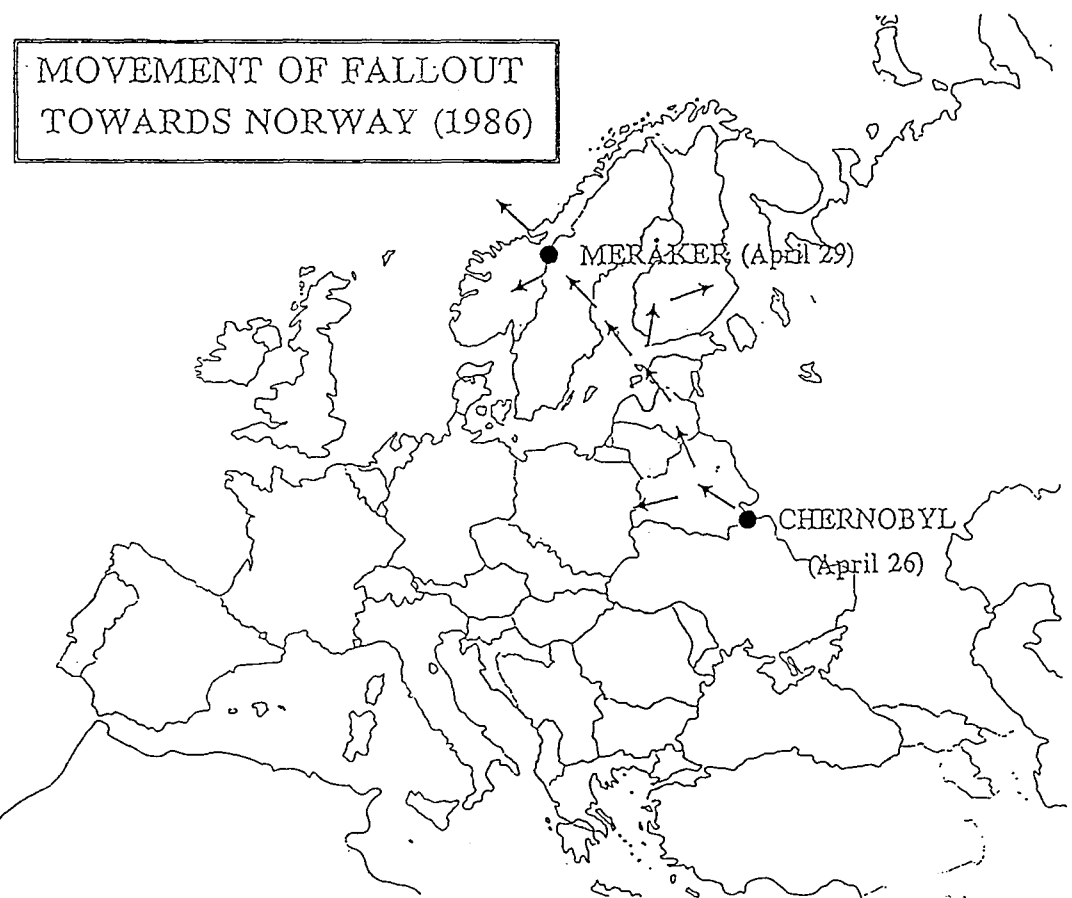 MOVEMENT OF FALLOUT
TOWARDS NORWAY (1986)
MERÅKER (April 29)
CHERNOBYL
(April 26)